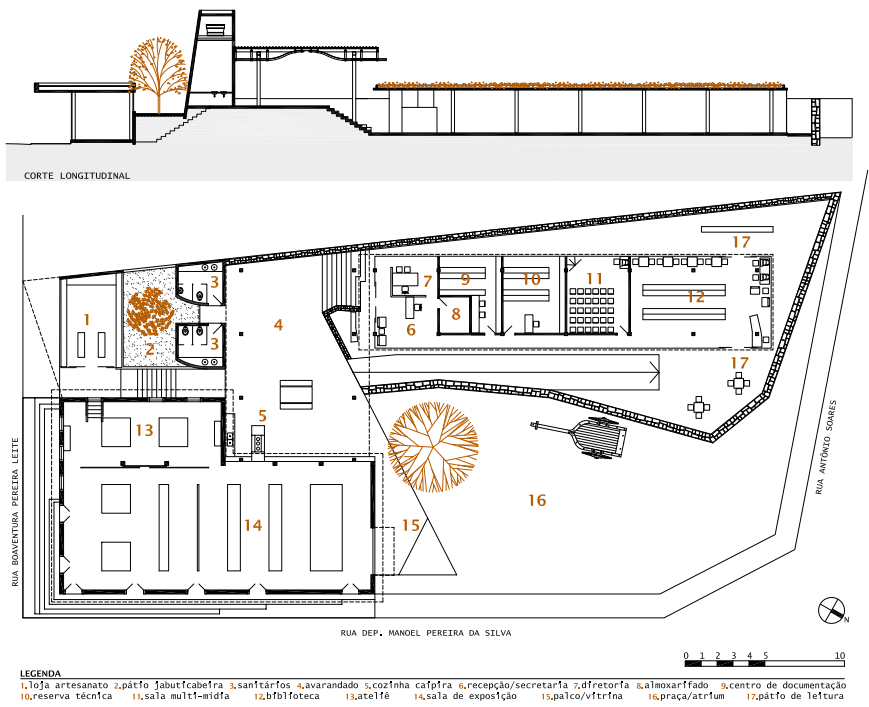 CORTE LONGITUDINAL
17
3
7
9
10
11
12
1
4
8
6
2
3
17
5
13
16
14
15
RUA BOAVENTURA PEREIRA LEITE
RUA ANTÔNIO SOARES
N
RUA DEP. MANOEL PEREIRA DA SILVA
0 1 2 3 4 5 10
LEGENDA
1.loja artesanato 2.pátio jabuticabeira 3.sanitários 4.avarandado 5.cozinha caipira 6.recepção/secretaria 7.diretoria 8.almoxarifado 9.centro de documentação
10.reserva técnica 11.sala multi-mídia 12.biblioteca 13.ateliê 14.sala de exposição 15.palco/vitrina 16.praça/atrium 17.pátio de leitura